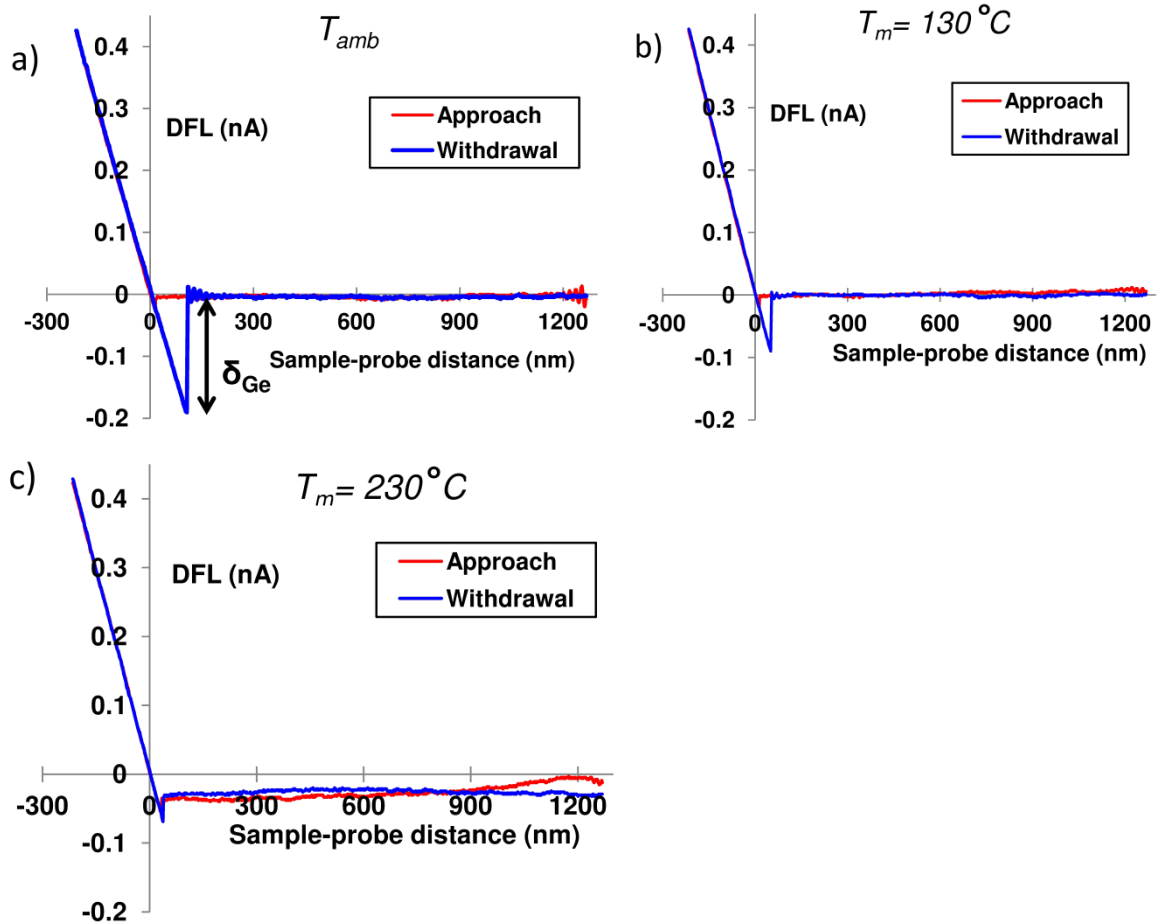 a)
T_amb
DFL (nA)
0.4
0.3
0.2
0.1
0
-0.1
-0.2
-300
0
300
600
900
1200
Approach
Withdrawal
Sample-probe distance (nm)
δ_Ge
b)
T_m= 130°C
DFL (nA)
0.4
0.3
0.2
0.1
0
-0.1
-0.2
-300
0
300
600
900
1200
Approach
Withdrawal
Sample-probe distance (nm)
c)
T_m= 230°C
DFL (nA)
0.4
0.3
0.2
0.1
0
-0.1
-0.2
-300
0
300
600
900
1200
Approach
Withdrawal
Sample-probe distance (nm)